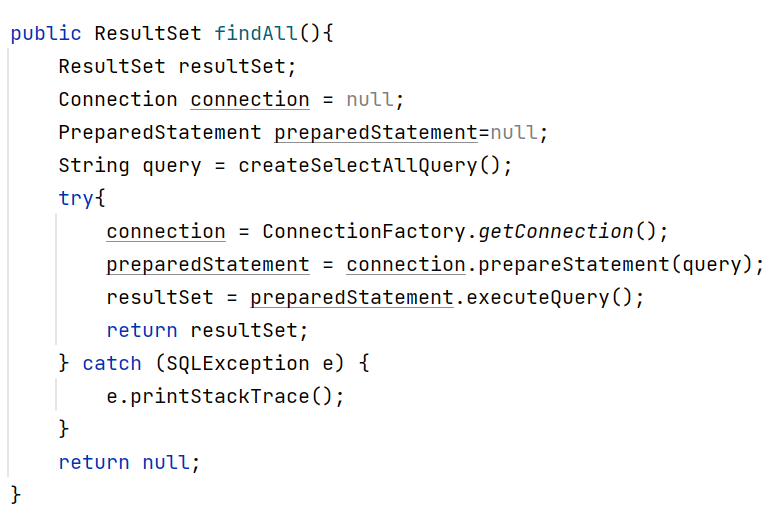 public ResultSet findAll(){
    ResultSet resultSet;
    Connection connection = null;
    PreparedStatement preparedStatement=null;
    String query = createSelectAllQuery();
    try{
        connection = ConnectionFactory.getConnection();
        preparedStatement = connection.prepareStatement(query);
        resultSet = preparedStatement.executeQuery();
        return resultSet;
    } catch (SQLException e) {
        e.printStackTrace();
    }
    return null;
}